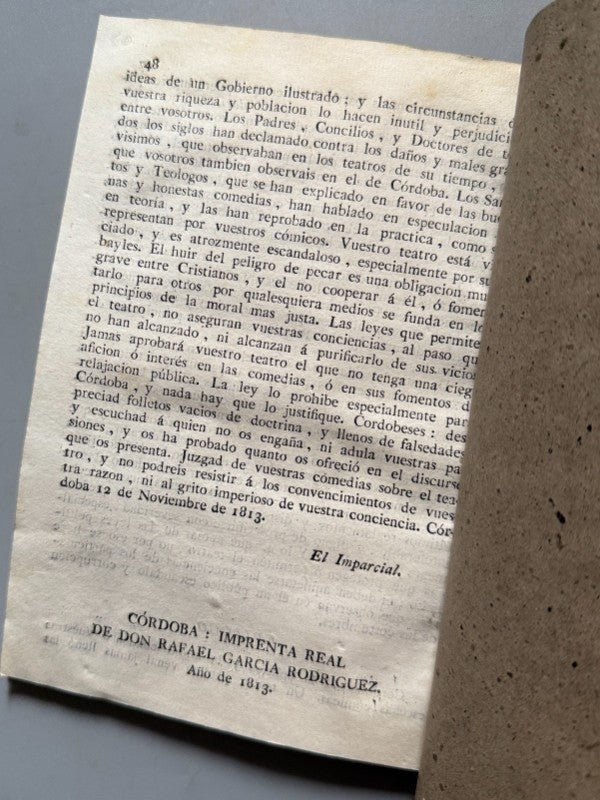 48
ideas de un Gobierno ilustrado ; y las circunstancias
vuestra riqueza y poblacion lo hacen inutil y perjudici
entre vosotros. Los Padres, Concilios, y Doctores de t
dos los siglos han declamado contra los daños y males gra
visimos, que observaban en los teatros de su tiempo,
que vosotros tambien observais en el de Córdoba. Los San
tos y Teologos, que se han explicado en favor de las bue
nas y honestas comedias, han hablado en especulacion
en teoría, y las han reprobado en la practica, como s
representan por vuestros cómicos. Vuestro teatro está vi
ciado, y es atrozmente escandaloso, especialmente por su
bayles. El huir del peligro de pecar es una obligacion mu
grave entre Cristianos, y el no cooperar á él, ó fomen
tarlo para otros por qualesquiera medios se funda en lo
principios de la moral mas justa. Las leyes que permite
el teatro, no aseguran vuestras conciencias, al paso qu
no han alcanzado, ni alcanzan á purificarlo de sus vicio
Jamas aprobará vuestro teatro el que no tenga una cieg
aficion ó interés en las comedias, ó en sus fomentos d
relajacion pública. La ley lo prohibe especialmente par
Córdoba, y nada hay que lo justifique. Cordobeses : des
preciad folletos vacios de doctrina, y llenos de falsedades
y escuchad á quien no os engaña, ni adula vuestras pa
siones, y os ha probado quanto os ofreció en el discurs
que os presenta. Juzgad de vuestras cómedias sobre el tea-
tro, y no podreis resistir á los convencimientos de vues-
tra razon, ni al grito imperioso de vuestra conciencia. Cór-
doba 12 de Noviembre de 1813.
El Imparcial.
CÓRDOBA : IMPRENTA REAL
DE DON RAFAEL GARCIA RODRIGUEZ.
Año de 1813.